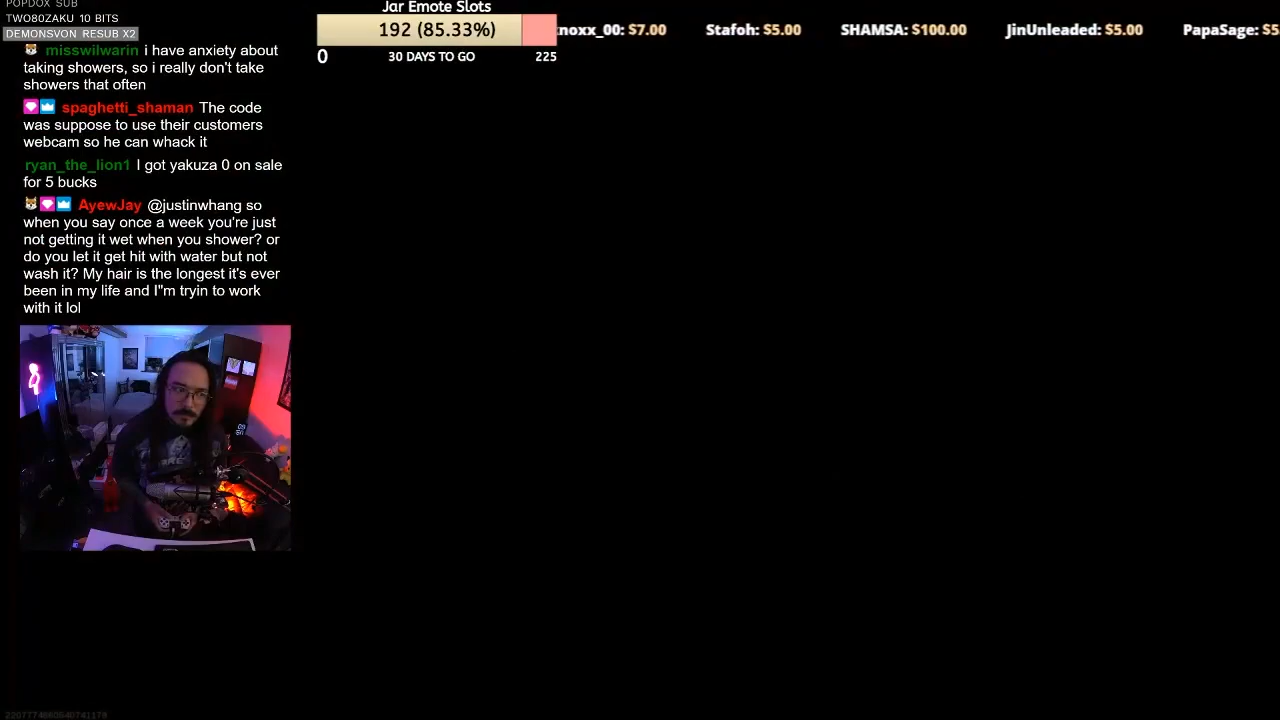 POPDOX SUB
TWO80ZAKU 10 BITS
DEMONSVON RESUB X2
misswilwarin i have anxiety about
taking showers, so i really don't take
showers that often
spaghetti_shaman The code
was suppose to use their customers
webcam so he can whack it
ryan_the_lion1 I got yakuza 0 on sale
for 5 bucks
AyewJay @justinwhang so
when you say once a week you're just
not getting it wet when you shower? or
do you let it get hit with water but not
wash it? My hair is the longest it's ever
been in my life and I"m tryin to work
with it lol
Jar Emote Slots
192 (85.33%)
0 30 DAYS TO GO 225
noxx_00: $7.00 Stafoh: $5.00 SHAMSA: $100.00 JinUnleaded: $5.00 PapaSage: $5